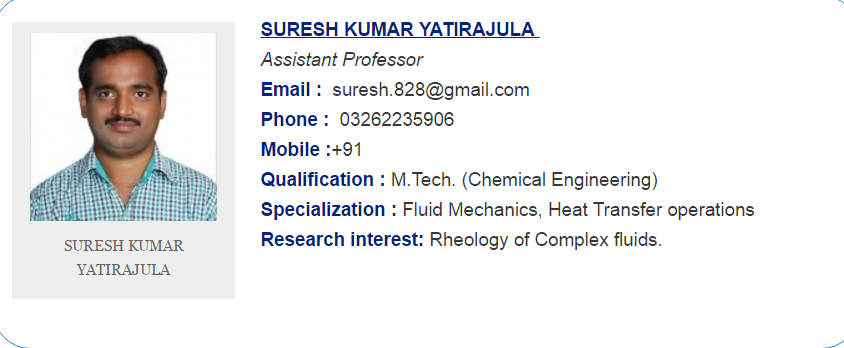 SURESH KUMAR YATIRAJULA
Assistant Professor
Email : suresh.828@gmail.com
Phone : 03262235906
Mobile :+91
Qualification : M.Tech. (Chemical Engineering)
Specialization : Fluid Mechanics, Heat Transfer operations
Research interest: Rheology of Complex fluids.
SURESH KUMAR
YATIRAJULA